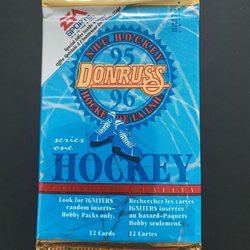 EA
SPORTS
NHL HOCKEY
95
DONRUSS
96
HOCKEY DE LA LNH
series
one
HOCKEY
Look for IGNITERS
random inserts–
Hobby Packs only.
12 Cards
Recherchez les cartes
IGNITERS insérées
au hasard–Paquets
Hobby seulement.
12 Cartes